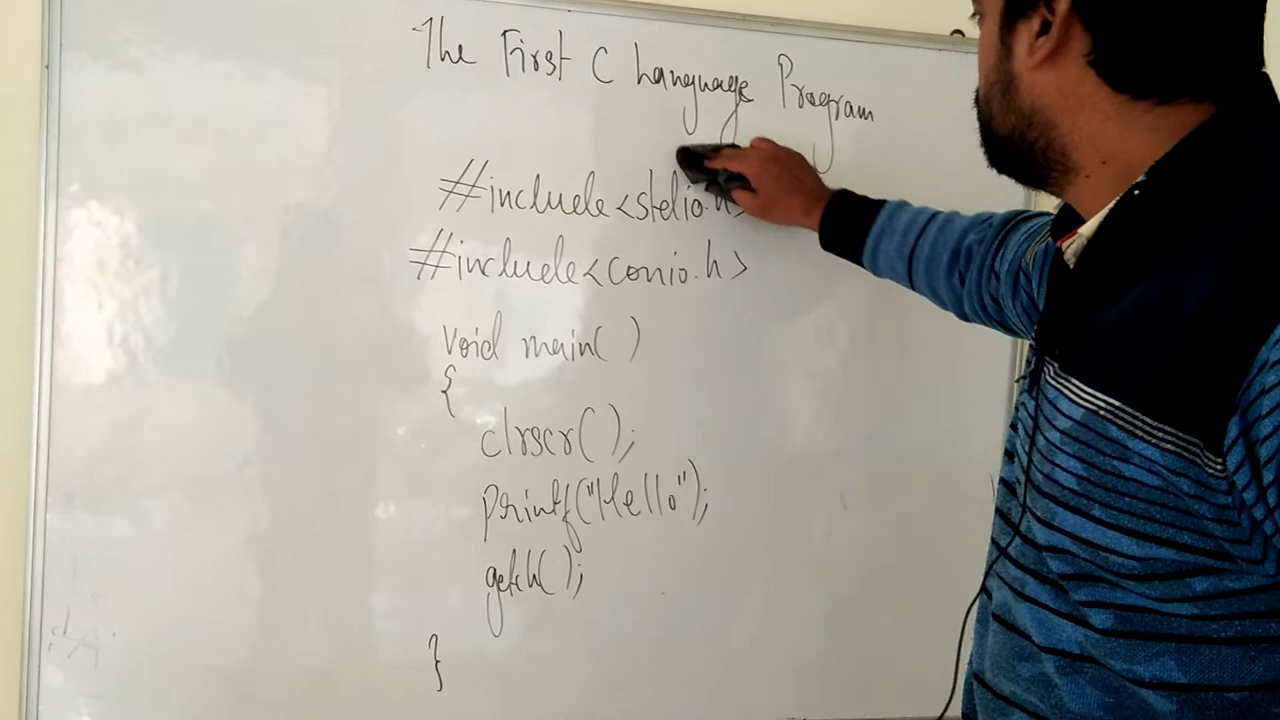 The First C Language Program
#include<stdio.h>
#include<conio.h>
void main( )
{
clrscr( );
printf("Hello");
getch( );
}